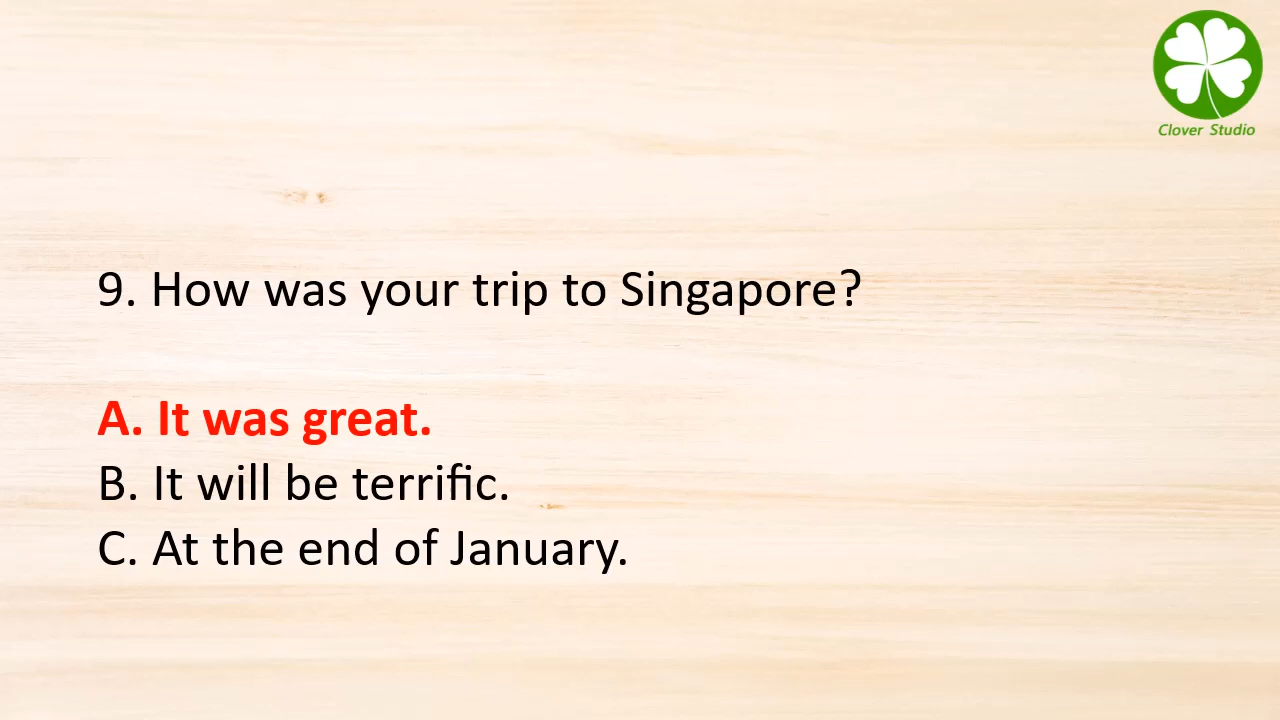 Clover Studio
9. How was your trip to Singapore?
A. It was great.
B. It will be terrific.
C. At the end of January.